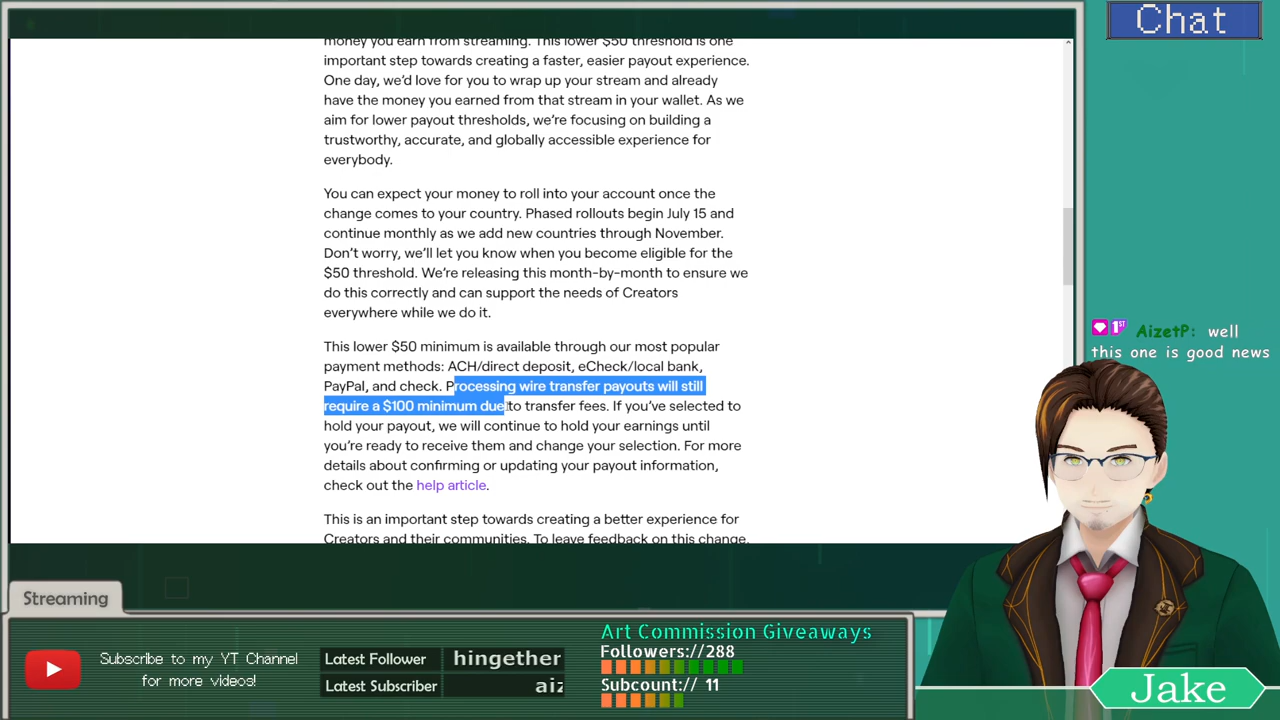 Chat
money you earn from streaming. This lower $50 threshold is one
important step towards creating a faster, easier payout experience.
One day, we'd love for you to wrap up your stream and already
have the money you earned from that stream in your wallet. As we
aim for lower payout thresholds, we're focusing on building a
trustworthy, accurate, and globally accessible experience for
everybody.
You can expect your money to roll into your account once the
change comes to your country. Phased rollouts begin July 15 and
continue monthly as we add new countries through November.
Don't worry, we'll let you know when you become eligible for the
$50 threshold. We're releasing this month-by-month to ensure we
do this correctly and can support the needs of Creators
everywhere while we do it.
This lower $50 minimum is available through our most popular
payment methods: ACH/direct deposit, eCheck/local bank,
PayPal, and check. Processing wire transfer payouts will still
require a $100 minimum due to transfer fees. If you've selected to
hold your payout, we will continue to hold your earnings until
you're ready to receive them and change your selection. For more
details about confirming or updating your payout information,
check out the help article.
This is an important step towards creating a better experience for
Creators and their communities. To leave feedback on this change,
1ST AizetP: well
this one is good news
Streaming
Subscribe to my YT Channel
for more videos!
Latest Follower hingether
Latest Subscriber aiz
Art Commission Giveaways
Followers://288
Subcount:// 11
Jake